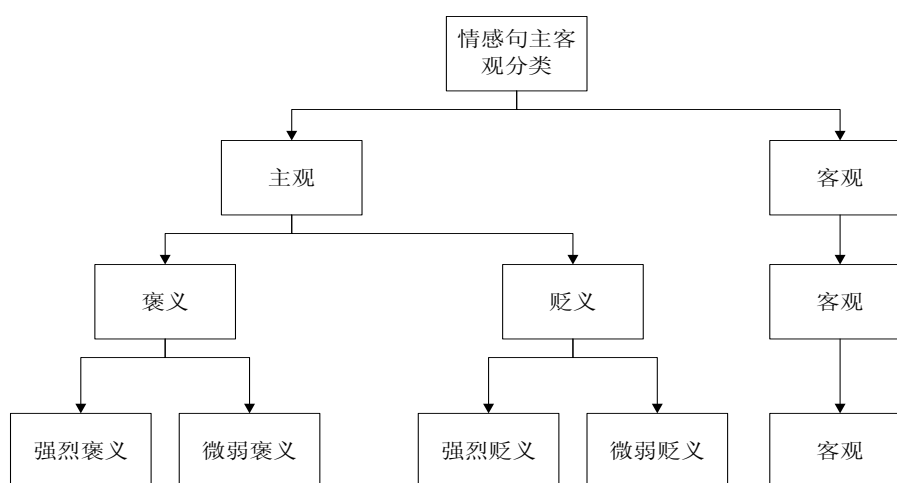 情感句主客
观分类
主观
客观
褒义
贬义
客观
强烈褒义
微弱褒义
强烈贬义
微弱贬义
客观